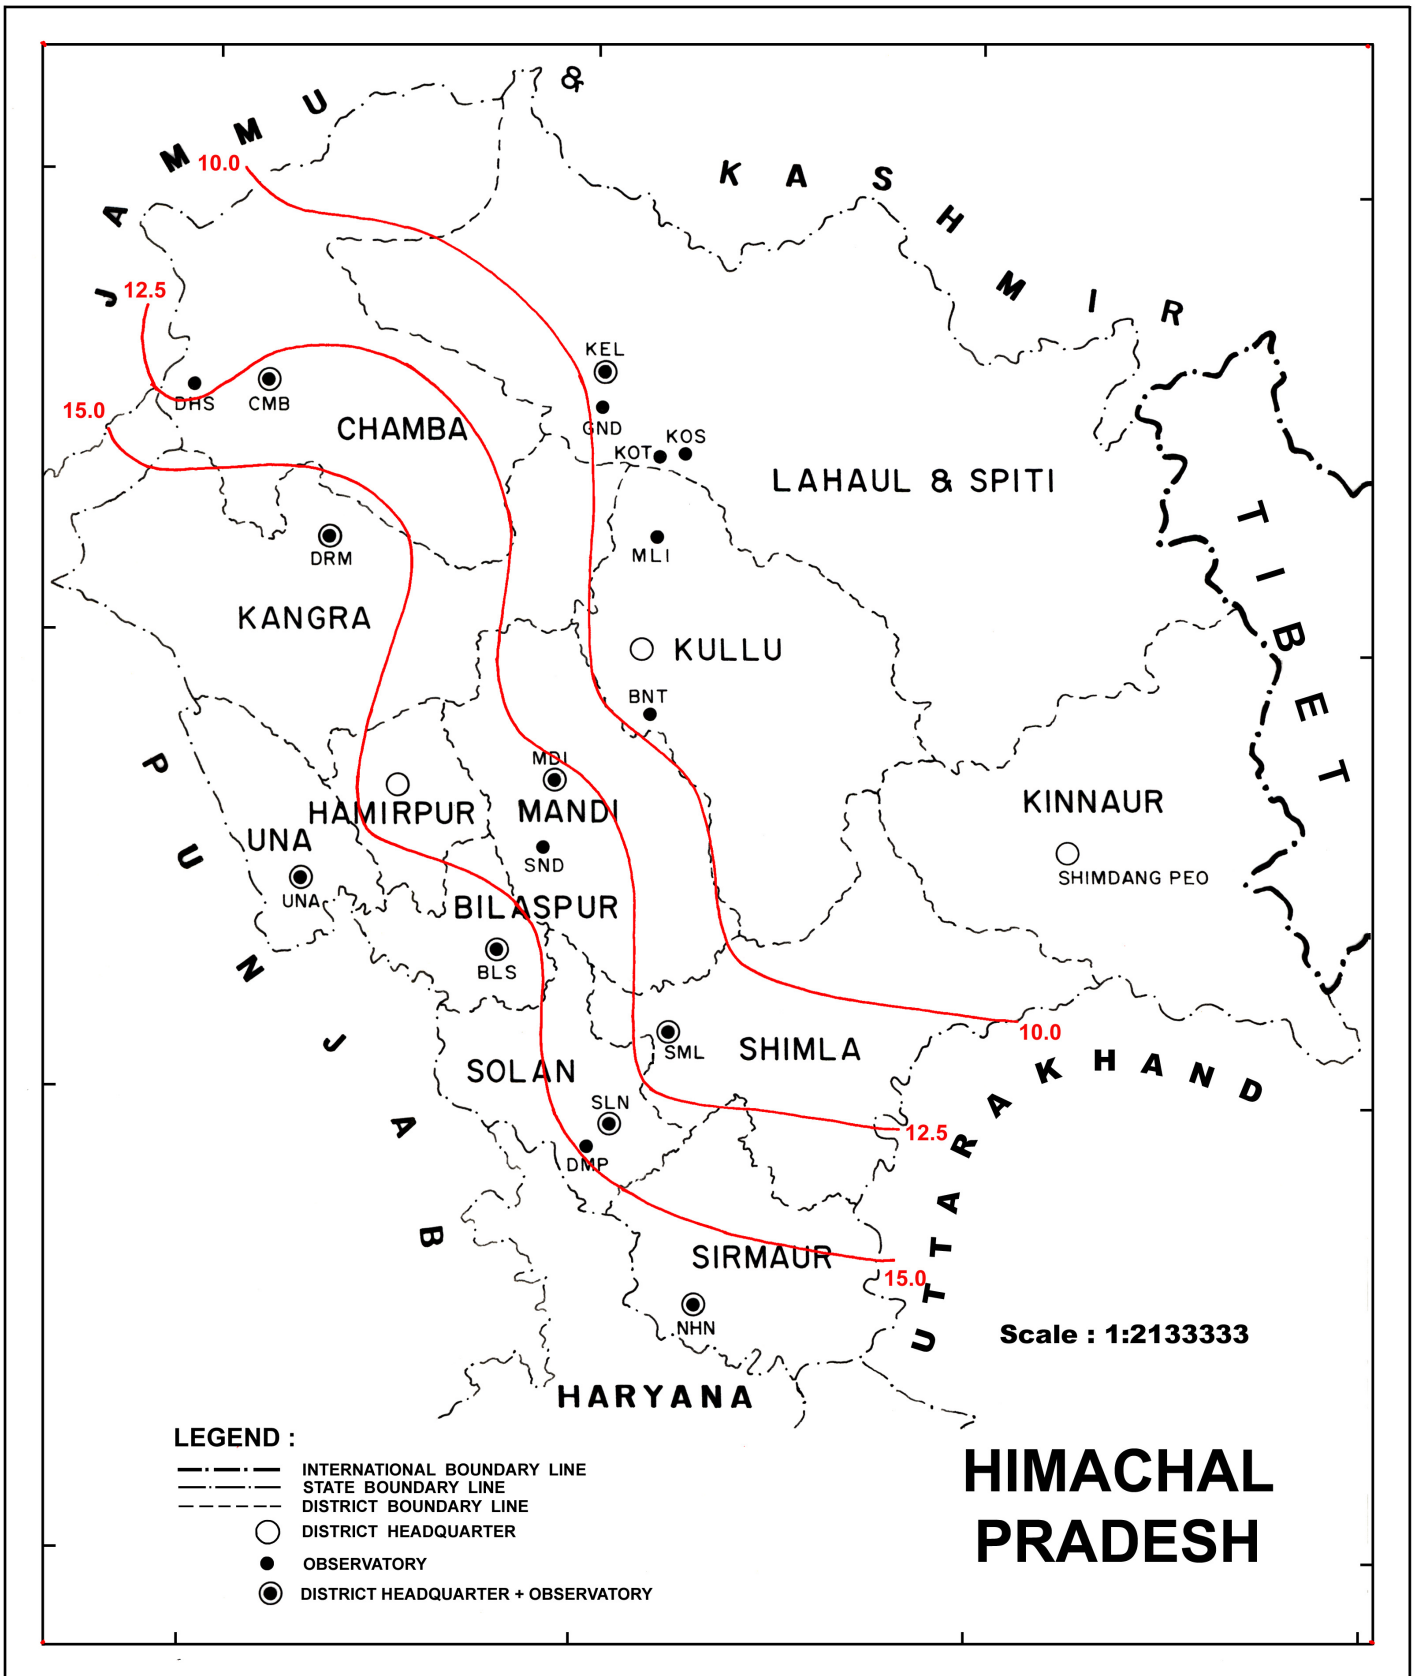 JAMMU & KASHMIR
10.0
12.5
15.0
DHS
CMB
CHAMBA
KEL
GND
KOT
KOS
LAHAUL & SPITI
TIBET
DRM
MLI
KANGRA
KULLU
BNT
MDI
MANDI
HAMIRPUR
SND
UNA
UNA
KINNAUR
SHIMDANG PEO
BILASPUR
BLS
PUNJAB
SML
SHIMLA
SOLAN
SLN
DMP
10.0
12.5
15.0
UTTARAKHAND
SIRMAUR
NHN
HARYANA
Scale : 1:2133333
LEGEND :
INTERNATIONAL BOUNDARY LINE
STATE BOUNDARY LINE
DISTRICT BOUNDARY LINE
DISTRICT HEADQUARTER
OBSERVATORY
DISTRICT HEADQUARTER + OBSERVATORY
HIMACHAL
PRADESH